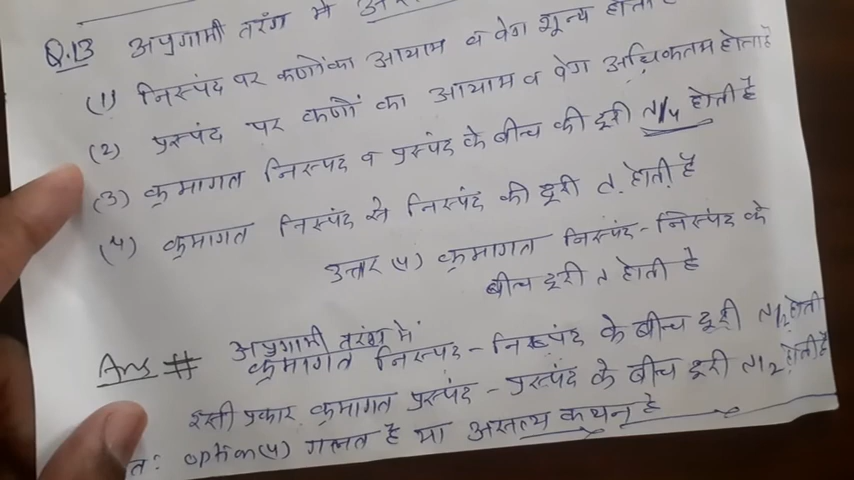 Q.13 अप्रगामी तरंग में
(1) निस्पंद पर कणों का आयाम व वेग शून्य होता
(2) प्रस्पंद पर कणों का आयाम व वेग अधिकतम होता है
(3) क्रमागत निस्पद व प्रस्पंद के बीच की दूरी λ/4 होती है
(4) क्रमागत निस्पंद से निस्पंद की दूरी λ होती है
उत्तर (4) क्रमागत निस्पंद-निस्पंद के
बीच दूरी λ होती है
Ans # अप्रगामी तरंग में
क्रमागत निस्पंद-निस्पंद के बीच दूरी λ/2 होती
इसी प्रकार क्रमागत प्रस्पंद-प्रस्पंद के बीच दूरी λ/2 होती है
त: option(4) गलत है या असत्य कथन है